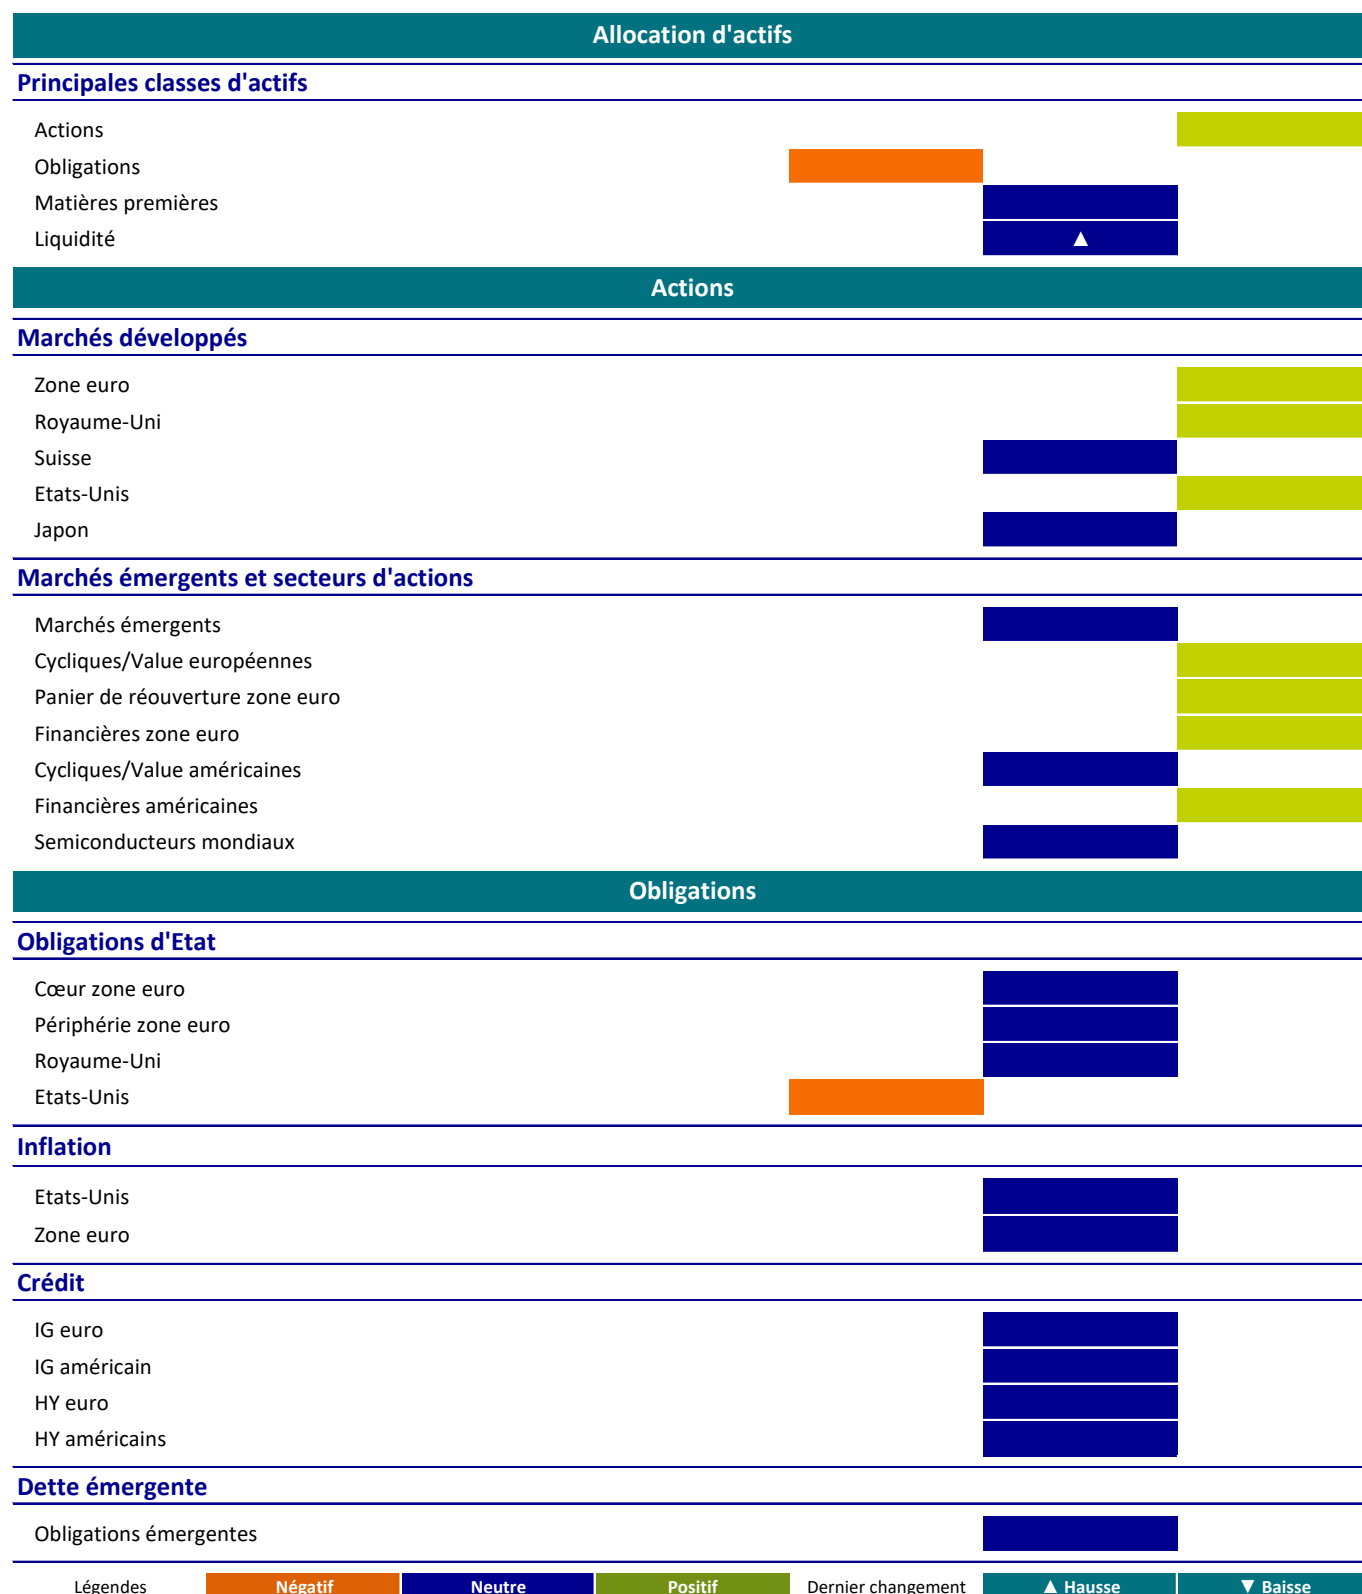 Allocation d'actifs
Principales classes d'actifs
Actions
Obligations
Matières premières
Liquidité ▲
Actions
Marchés développés
Zone euro
Royaume-Uni
Suisse
Etats-Unis
Japon
Marchés émergents et secteurs d'actions
Marchés émergents
Cycliques/Value européennes
Panier de réouverture zone euro
Financières zone euro
Cycliques/Value américaines
Financières américaines
Semiconducteurs mondiaux
Obligations
Obligations d'Etat
Cœur zone euro
Périphérie zone euro
Royaume-Uni
Etats-Unis
Inflation
Etats-Unis
Zone euro
Crédit
IG euro
IG américain
HY euro
HY américains
Dette émergente
Obligations émergentes
Légendes Négatif Neutre Positif Dernier changement ▲ Hausse ▼ Baisse